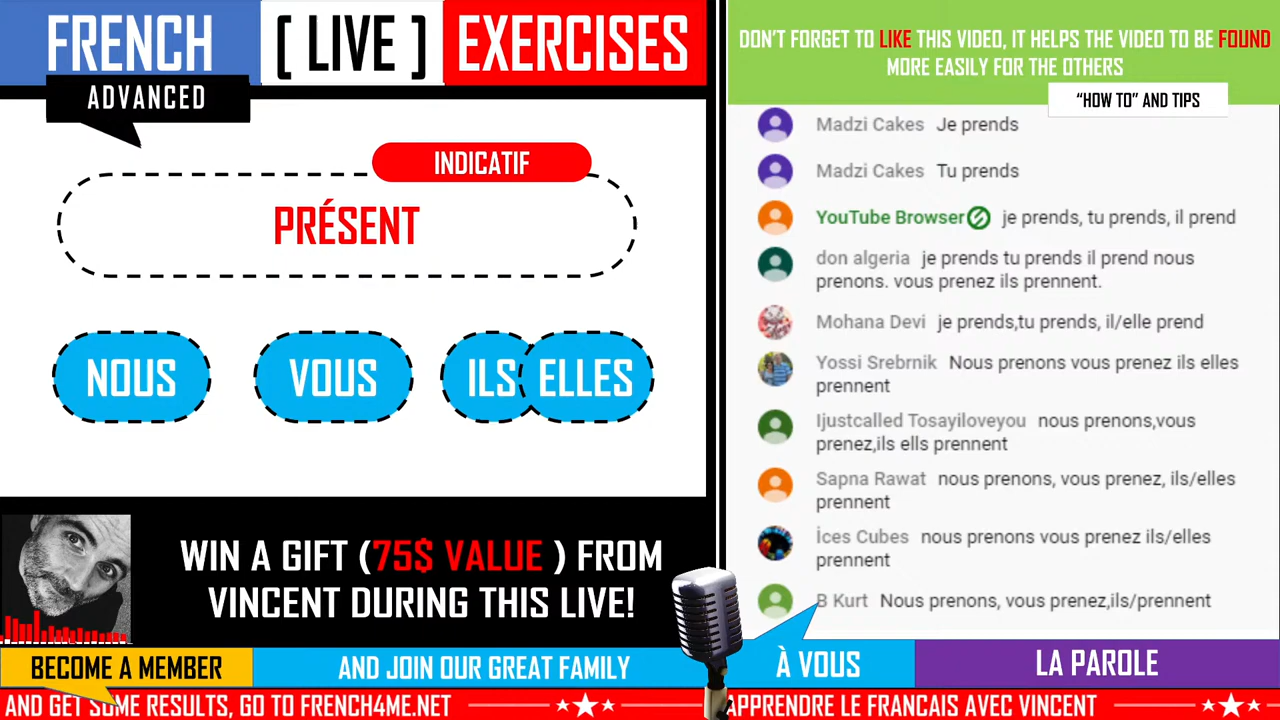 FRENCH [ LIVE ] EXERCISES
ADVANCED
INDICATIF
PRÉSENT
NOUS VOUS ILS ELLES
WIN A GIFT (75$ VALUE ) FROM
VINCENT DURING THIS LIVE!
BECOME A MEMBER AND JOIN OUR GREAT FAMILY
DON'T FORGET TO LIKE THIS VIDEO, IT HELPS THE VIDEO TO BE FOUND
MORE EASILY FOR THE OTHERS
“HOW TO” AND TIPS
Madzi Cakes Je prends
Madzi Cakes Tu prends
YouTube Browser je prends, tu prends, il prend
don algeria je prends tu prends il prend nous
prenons. vous prenez ils prennent.
Mohana Devi je prends,tu prends, il/elle prend
Yossi Srebrnik Nous prenons vous prenez ils elles
prennent
Ijustcalled Tosayiloveyou nous prenons,vous
prenez,ils ells prennent
Sapna Rawat nous prenons, vous prenez, ils/elles
prennent
İces Cubes nous prenons vous prenez ils/elles
prennent
B Kurt Nous prenons, vous prenez,ils/prennent
À VOUS LA PAROLE
AND GET SOME RESULTS, GO TO FRENCH4ME.NET
APPRENDRE LE FRANCAIS AVEC VINCENT